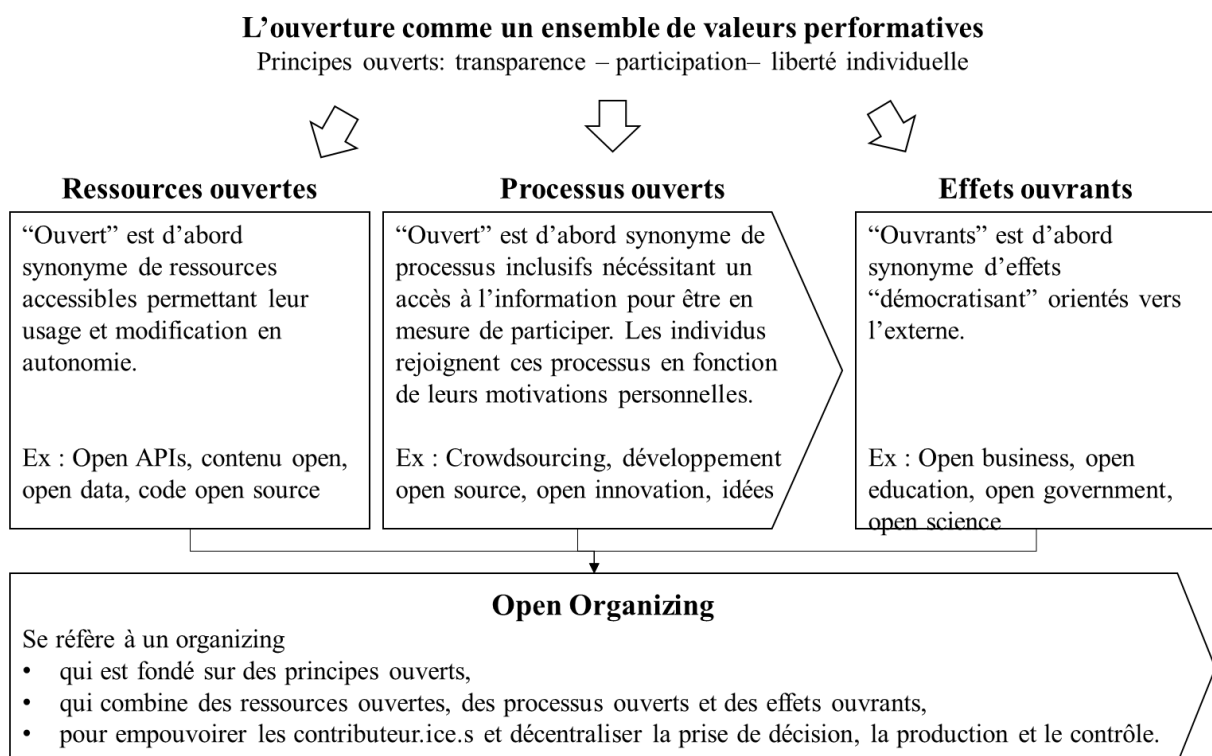 L’ouverture comme un ensemble de valeurs performatives
Principes ouverts: transparence – participation– liberté individuelle
Ressources ouvertes
“Ouvert” est d’abord
synonyme de ressources
accessibles permettant leur
usage et modification en
autonomie.
Ex : Open APIs, contenu open,
open data, code open source
Processus ouverts
“Ouvert” est d’abord synonyme de
processus inclusifs nécéssitant un
accès à l’information pour être en
mesure de participer. Les individus
rejoignent ces processus en fonction
de leurs motivations personnelles.
Ex : Crowdsourcing, développement
open source, open innovation, idées
Effets ouvrants
“Ouvrants” est d’abord
synonyme d’effets
“démocratisant” orientés vers
l’externe.
Ex : Open business, open
education, open government,
open science
Open Organizing
Se réfère à un organizing
• qui est fondé sur des principes ouverts,
• qui combine des ressources ouvertes, des processus ouverts et des effets ouvrants,
• pour empouvoirer les contributeur.ice.s et décentraliser la prise de décision, la production et le contrôle.